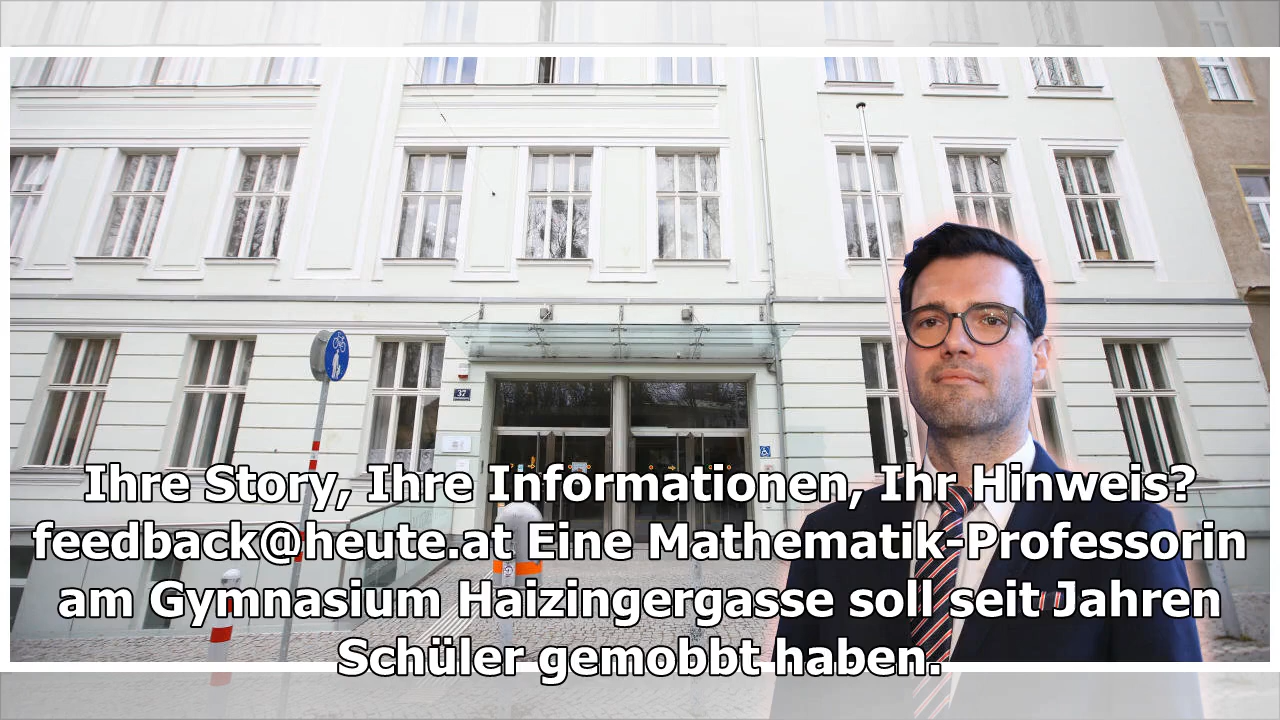 37
Ihre Story, Ihre Informationen, Ihr Hinweis?
feedback@heute.at Eine Mathematik-Professorin
am Gymnasium Haizingergasse soll seit Jahren
Schüler gemobbt haben.